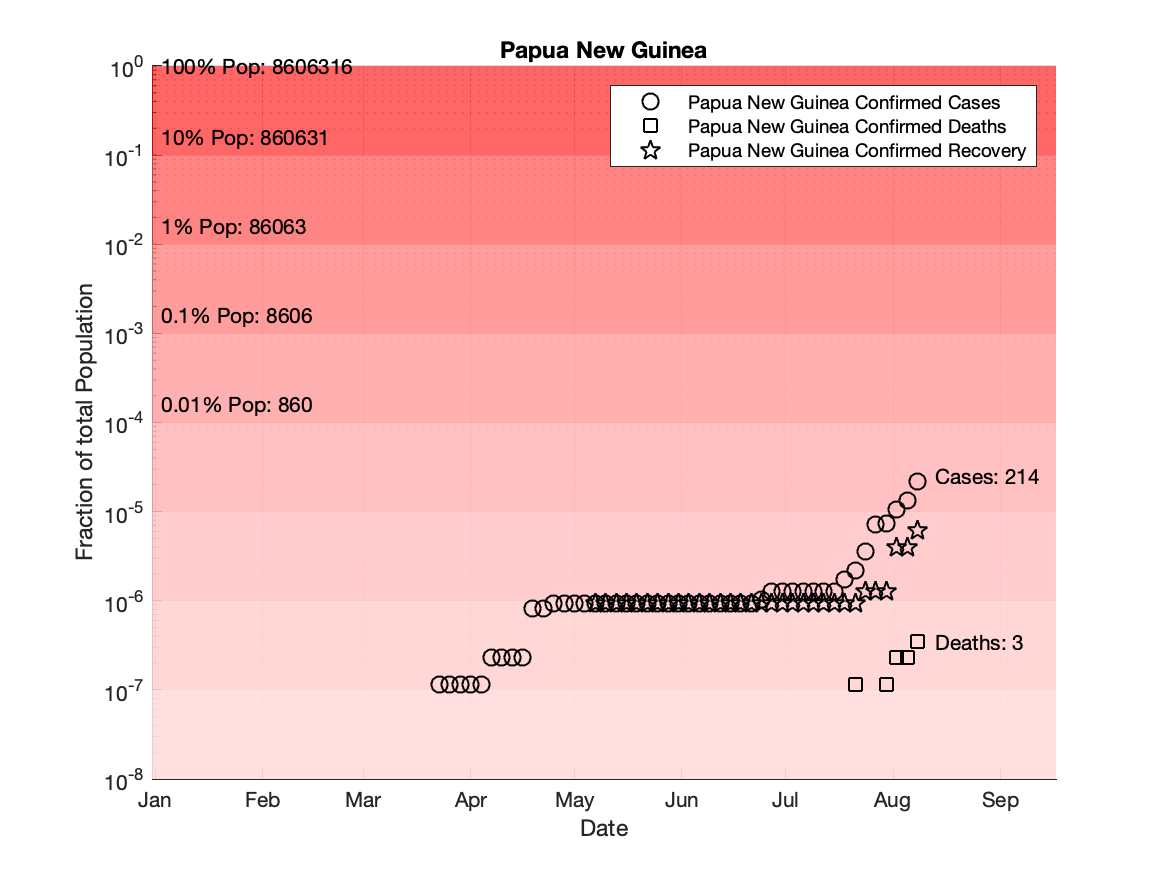 Papua New Guinea
10^0
100% Pop: 8606316
Papua New Guinea Confirmed Cases
Papua New Guinea Confirmed Deaths
Papua New Guinea Confirmed Recovery
10% Pop: 860631
10^-1
1% Pop: 86063
10^-2
0.1% Pop: 8606
10^-3
0.01% Pop: 860
10^-4
Cases: 214
10^-5
10^-6
Deaths: 3
10^-7
10^-8
Fraction of total Population
Jan Feb Mar Apr May Jun Jul Aug Sep
Date